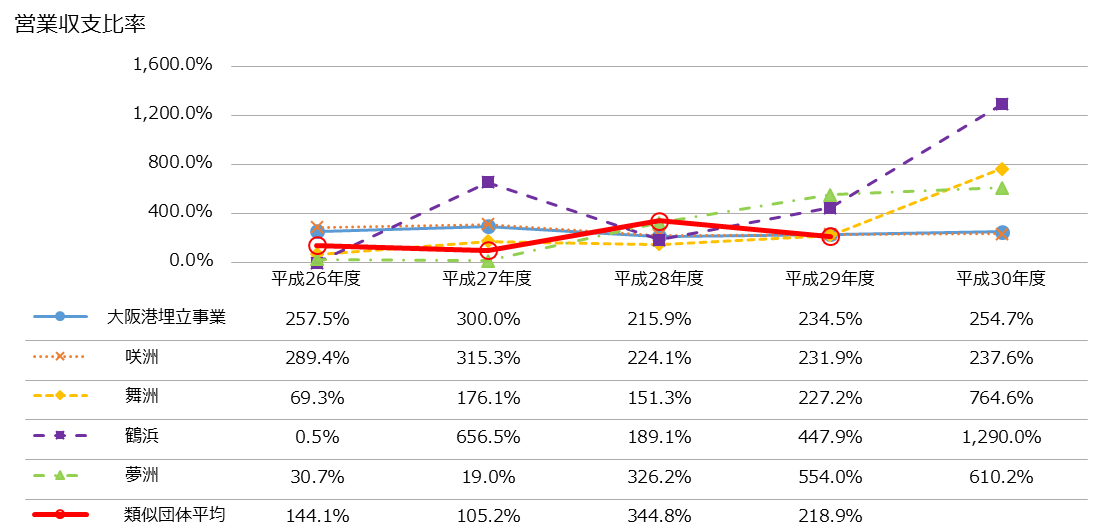 営業収支比率
1,600.0%
1,200.0%
800.0%
400.0%
0.0%
平成26年度 平成27年度 平成28年度 平成29年度 平成30年度
大阪港埋立事業 257.5% 300.0% 215.9% 234.5% 254.7%
咲洲 289.4% 315.3% 224.1% 231.9% 237.6%
舞洲 69.3% 176.1% 151.3% 227.2% 764.6%
鶴浜 0.5% 656.5% 189.1% 447.9% 1,290.0%
夢洲 30.7% 19.0% 326.2% 554.0% 610.2%
類似団体平均 144.1% 105.2% 344.8% 218.9%